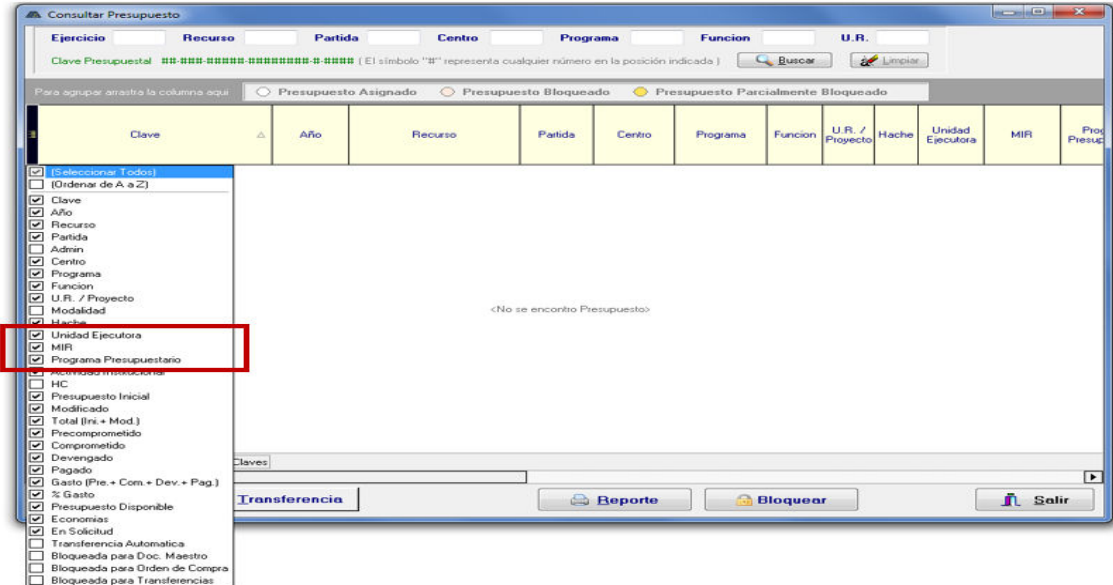 Consultar Presupuesto
Ejercicio Recurso Partida Centro Programa Funcion U.R.
Clave Presupuestal ##-###-#####-########-#-#### ( El símbolo "#" representa cualquier número en la posición indicada ) Buscar Limpiar
Para agrupar arrastra la columna aqui Presupuesto Asignado Presupuesto Bloqueado Presupuesto Parcialmente Bloqueado
Clave Año Recurso Partida Centro Programa Funcion U.R. / Proyecto Hache Unidad Ejecutora MIR Prog Presup
(Seleccionar Todos)
(Ordenar de A a Z)
Clave
Año
Recurso
Partida
Admin
Centro
Programa
Funcion
U.R. / Proyecto
Modalidad
<No se encontro Presupuesto>
Hache
Unidad Ejecutora
MIR
Programa Presupuestario
Actividad Institucional
HC
Presupuesto Inicial
Modificado
Total (Ini.+ Mod.)
Precomprometido
Comprometido
Devengado
Claves
Pagado
Gasto (Pre.+ Com.+ Dev.+ Pag.)
% Gasto
Presupuesto Disponible
Transferencia Reporte Bloquear Salir
Economias
En Solicitud
Transferencia Automatica
Bloqueada para Doc. Maestro
Bloqueada para Orden de Compra
Bloqueada para Transferencias